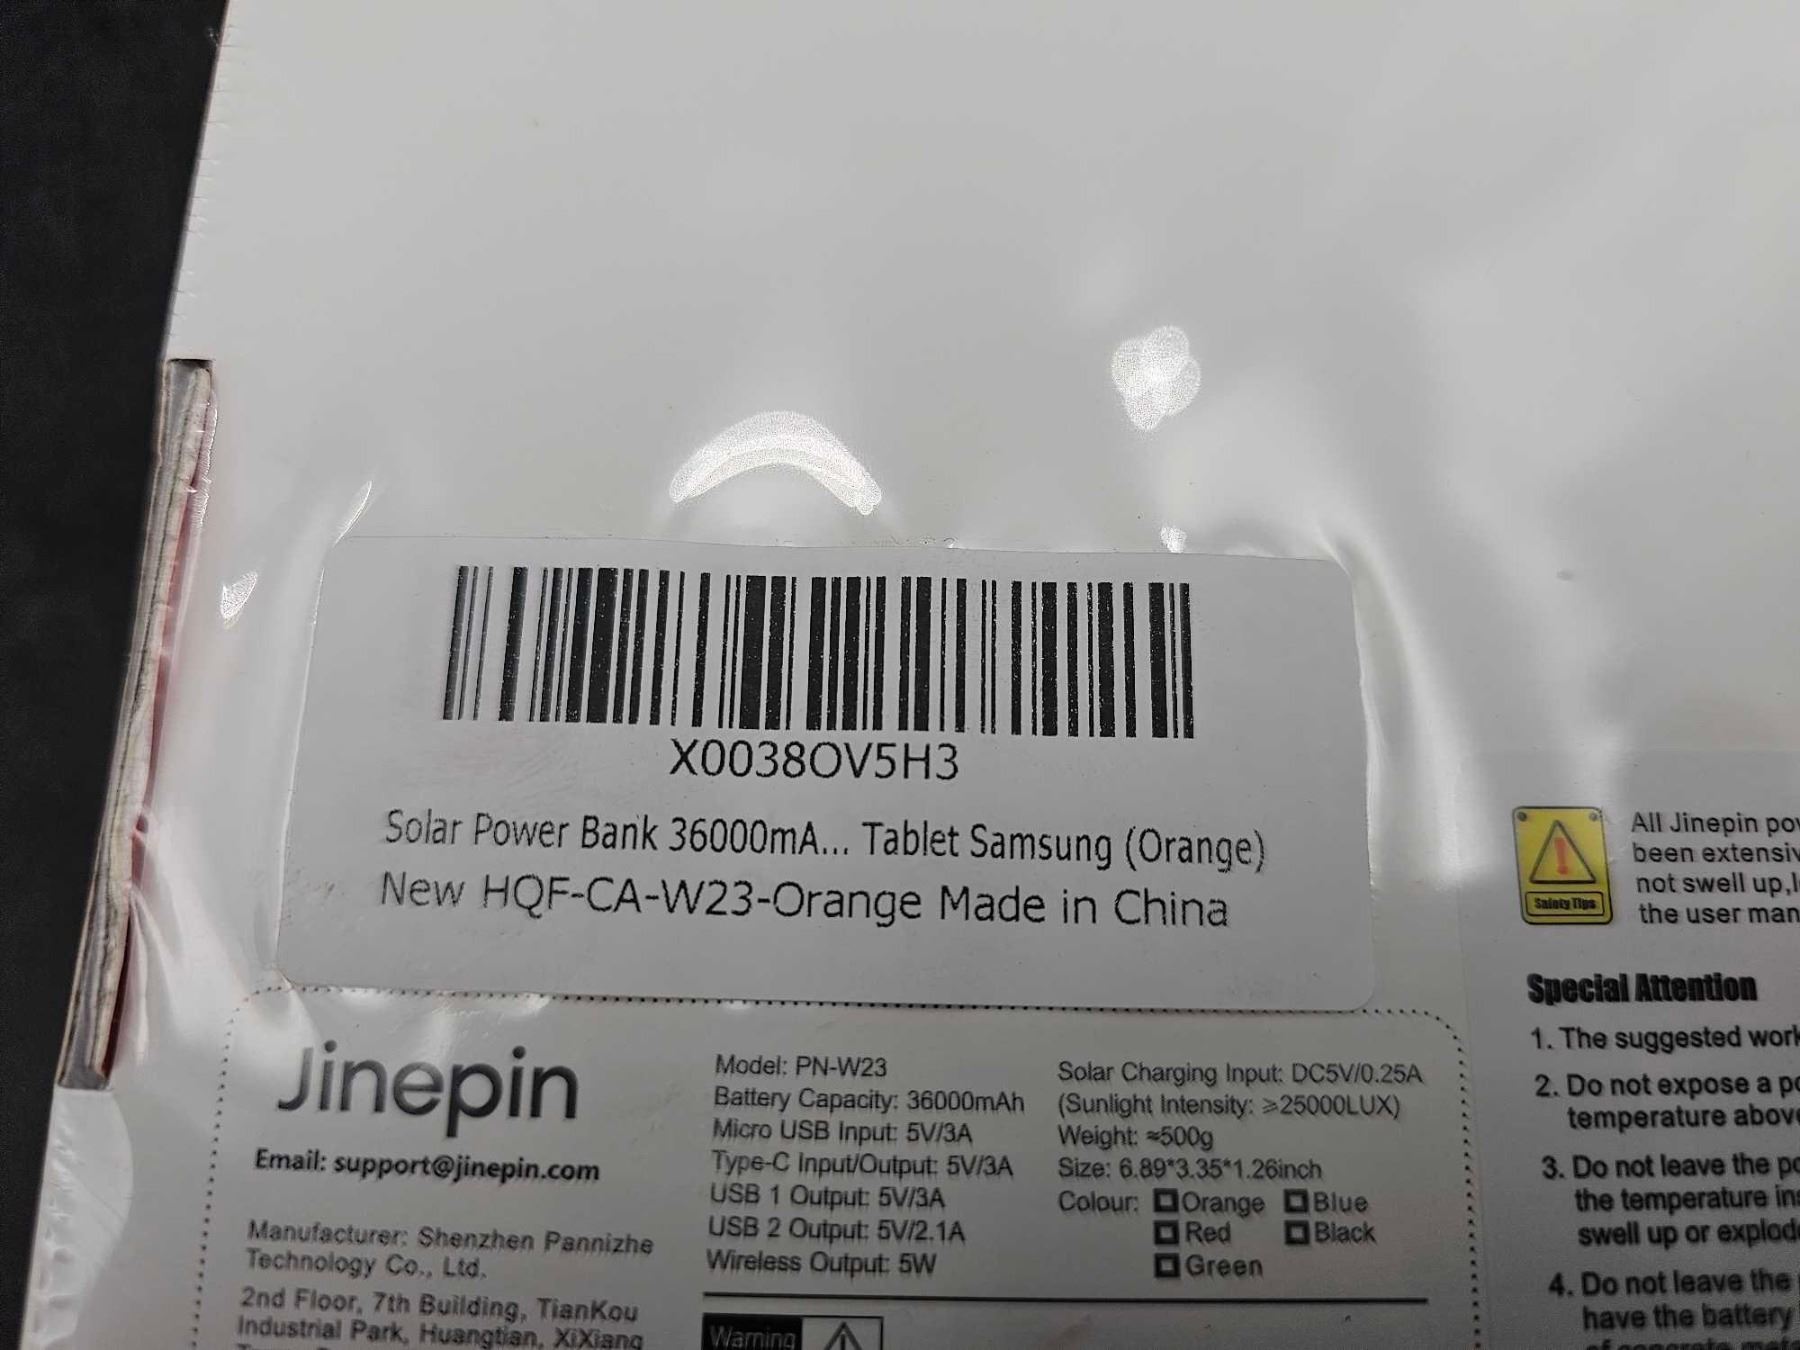 X0038OV5H3
Solar Power Bank 36000mA... Tablet Samsung (Orange)
New HQF-CA-W23-Orange Made in China
Jinepin
Email: support@jinepin.com
Manufacturer: Shenzhen Pannizhe
Technology Co., Ltd.
2nd Floor, 7th Building, TianKou
Industrial Park, Huangtian, XiXiang
Model: PN-W23
Battery Capacity: 36000mAh
Micro USB Input: 5V/3A
Type-C Input/Output: 5V/3A
USB 1 Output: 5V/3A
USB 2 Output: 5V/2.1A
Wireless Output: 5W
Solar Charging Input: DC5V/0.25A
(Sunlight Intensity: ≥25000LUX)
Weight: ≈500g
Size: 6.89*3.35*1.26inch
Colour: Orange Blue
Red Black
Green
Warning
Safety Tips
All Jinepin
been
not swell up,
the user
Special Attention
1. The suggested
2. Do not expose a
temperature
3. Do not leave the
the temperature
swell up or
4. Do not leave the
have the battery